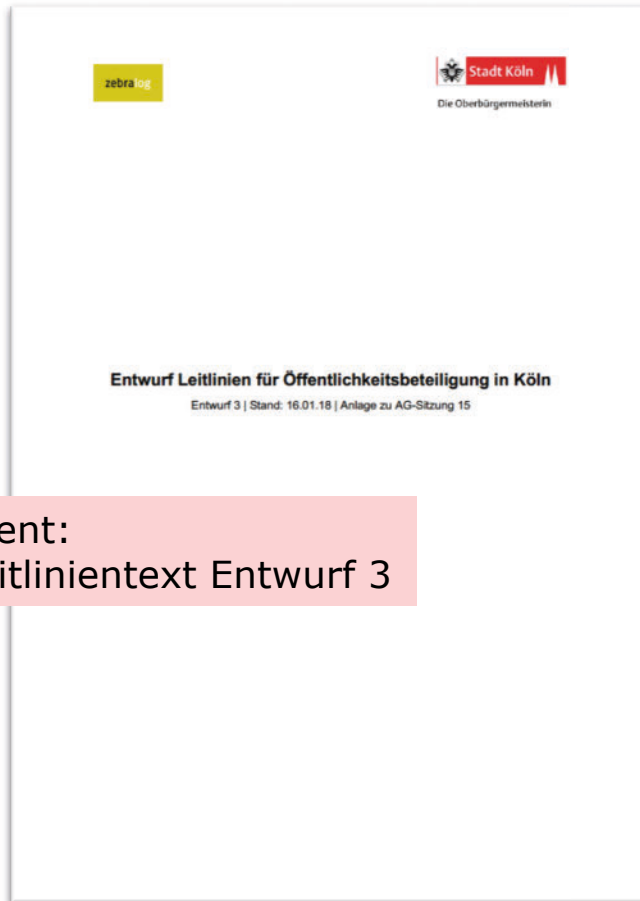 zebralog
Stadt Köln
Die Oberbürgermeisterin
Entwurf Leitlinien für Öffentlichkeitsbeteiligung in Köln
Entwurf 3 | Stand: 16.01.18 | Anlage zu AG-Sitzung 15
ent:
itlinientext Entwurf 3